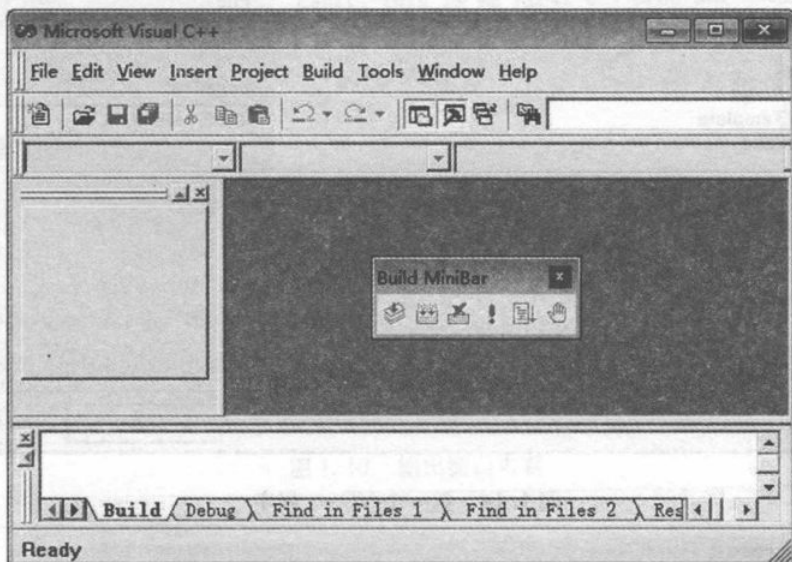 Microsoft Visual C++
File Edit View Insert Project Build Tools Window Help
Build MiniBar
Build Debug Find in Files 1 Find in Files 2 Res
Ready